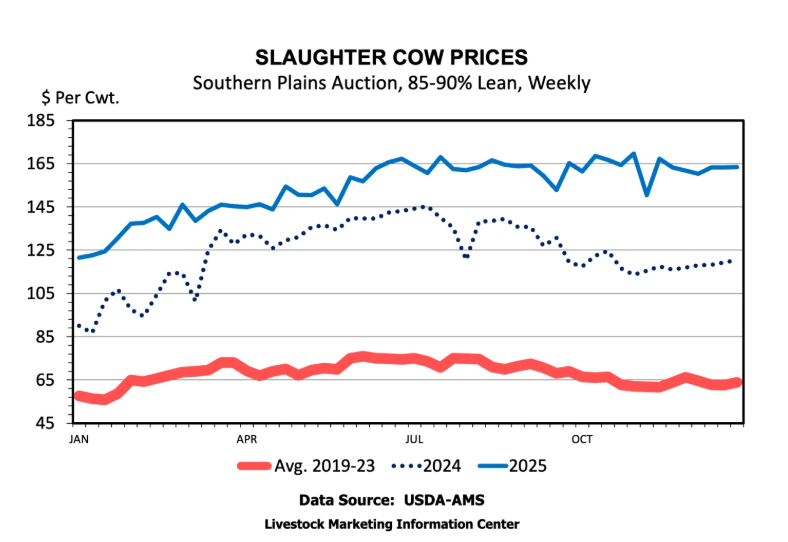 SLAUGHTER COW PRICES
Southern Plains Auction, 85-90% Lean, Weekly
$ Per Cwt.
185
165
145
125
105
85
65
45
JAN APR JUL OCT
Avg. 2019-23 2024 2025
Data Source: USDA-AMS
Livestock Marketing Information Center